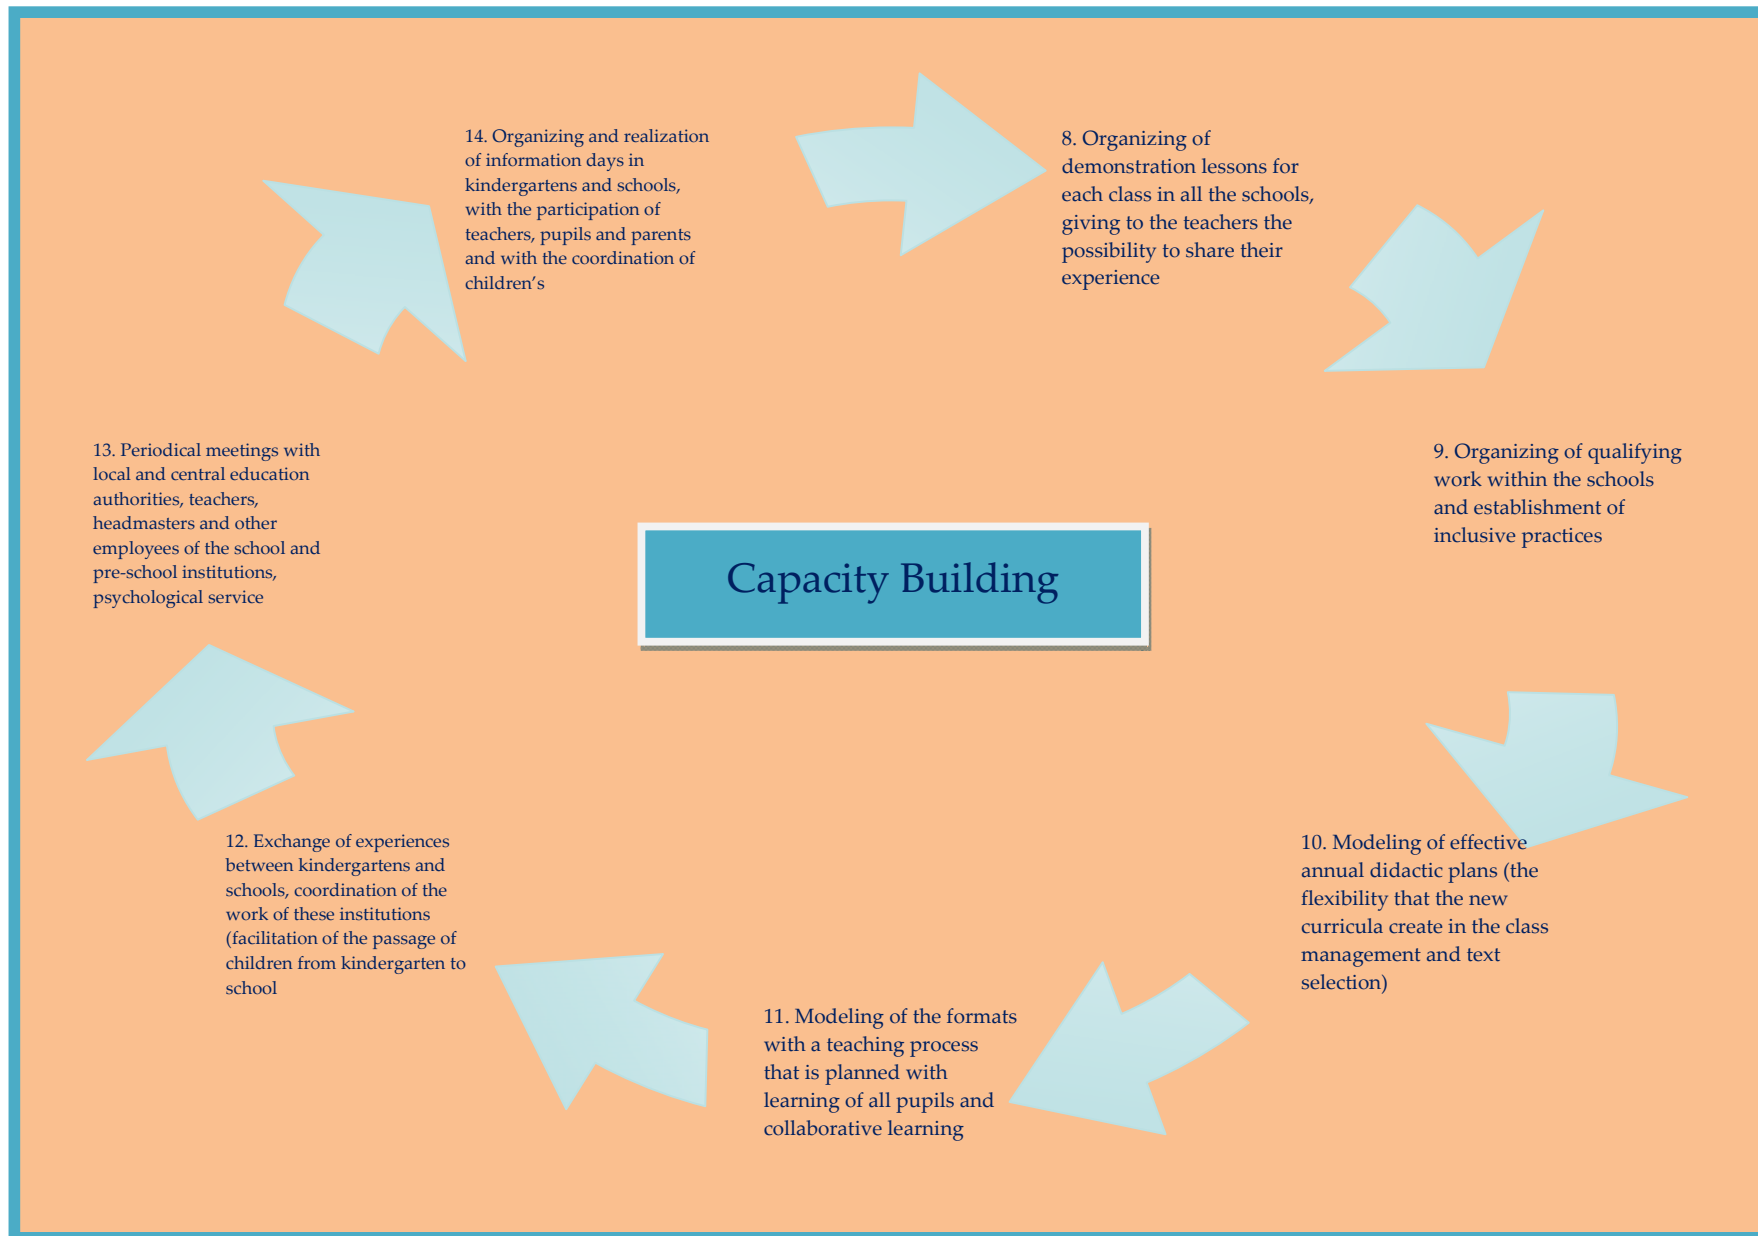 14. Organizing and realization
of information days in
kindergartens and schools,
with the participation of
teachers, pupils and parents
and with the coordination of
children’s
8. Organizing of
demonstration lessons for
each class in all the schools,
giving to the teachers the
possibility to share their
experience
13. Periodical meetings with
local and central education
authorities, teachers,
headmasters and other
employees of the school and
pre-school institutions,
psychological service
9. Organizing of qualifying
work within the schools
and establishment of
inclusive practices
Capacity Building
12. Exchange of experiences
between kindergartens and
schools, coordination of the
work of these institutions
(facilitation of the passage of
children from kindergarten to
school
10. Modeling of effective
annual didactic plans (the
flexibility that the new
curricula create in the class
management and text
selection)
11. Modeling of the formats
with a teaching process
that is planned with
learning of all pupils and
collaborative learning